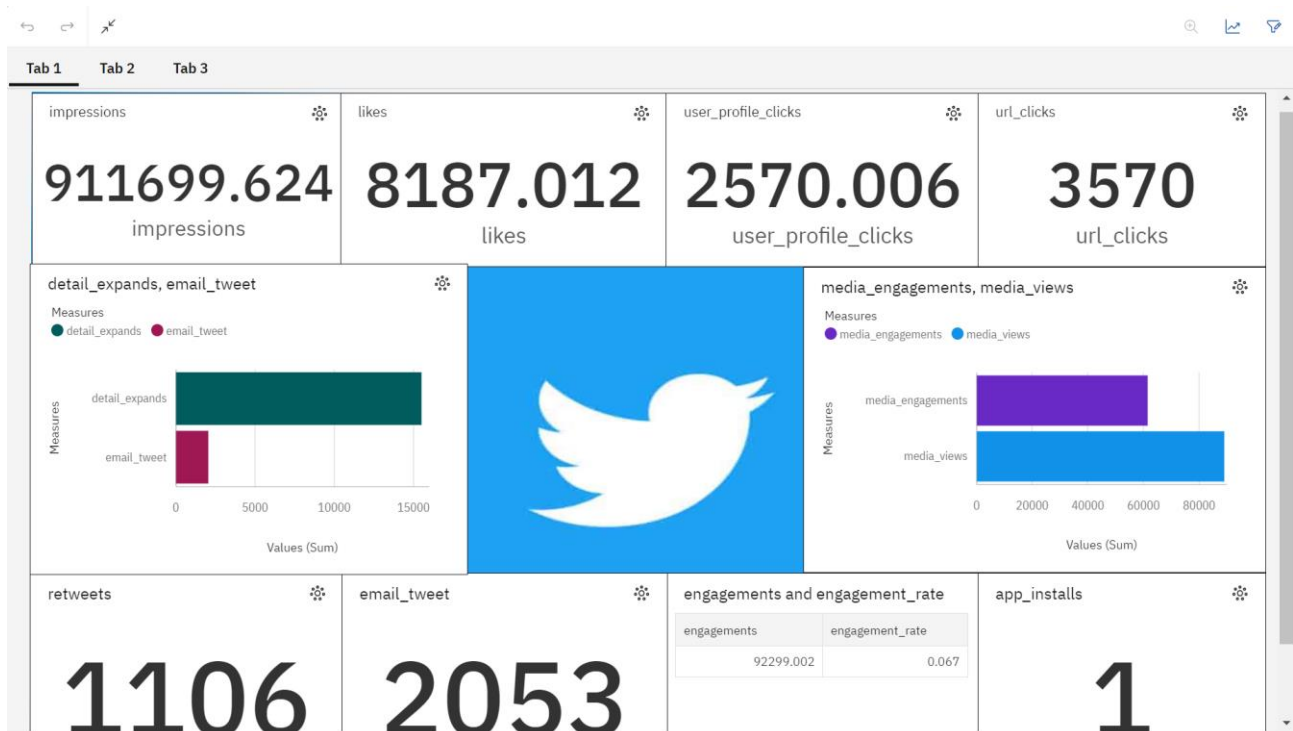 Tab 1 Tab 2 Tab 3
impressions
911699.624
impressions
likes
8187.012
likes
user_profile_clicks
2570.006
user_profile_clicks
url_clicks
3570
url_clicks
detail_expands, email_tweet
Measures
detail_expands email_tweet
Measures
detail_expands
email_tweet
0 5000 10000 15000
Values (Sum)
media_engagements, media_views
Measures
media_engagements media_views
Measures
media_engagements
media_views
0 20000 40000 60000 80000
Values (Sum)
retweets
1106
email_tweet
2053
engagements and engagement_rate
engagements engagement_rate
92299.002 0.067
app_installs
1